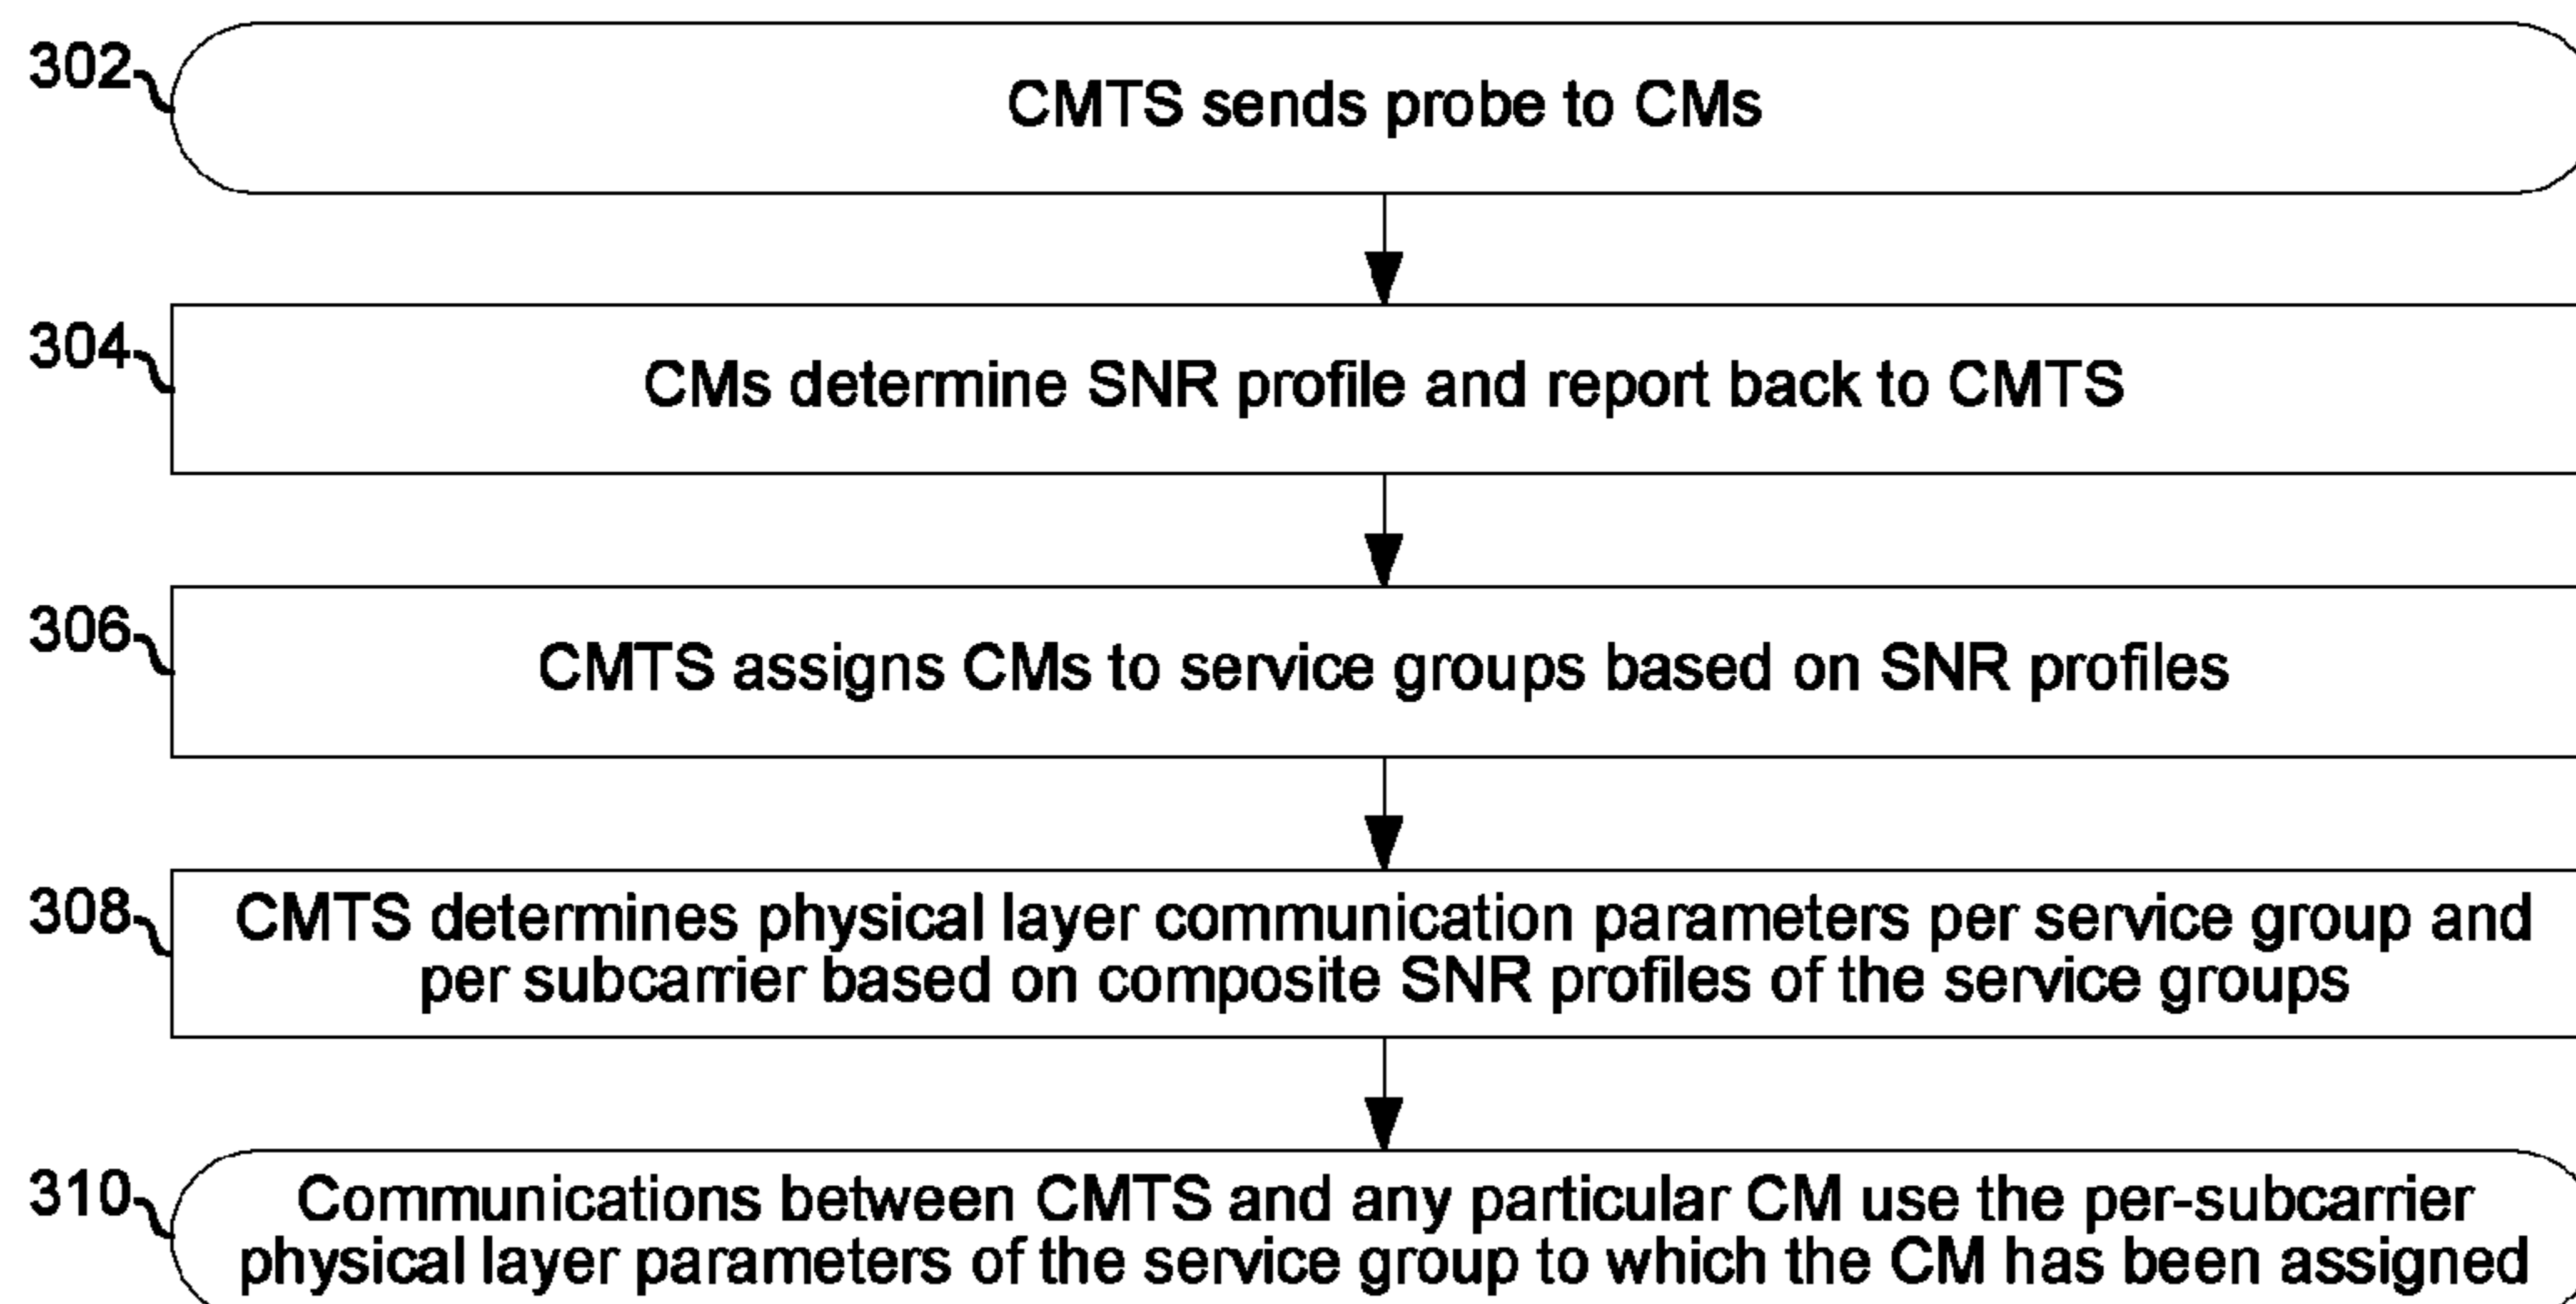 302
CMTS sends probe to CMs
304
CMs determine SNR profile and report back to CMTS
306
CMTS assigns CMs to service groups based on SNR profiles
308
CMTS determines physical layer communication parameters per service group and
per subcarrier based on composite SNR profiles of the service groups
310
Communications between CMTS and any particular CM use the per-subcarrier
physical layer parameters of the service group to which the CM has been assigned